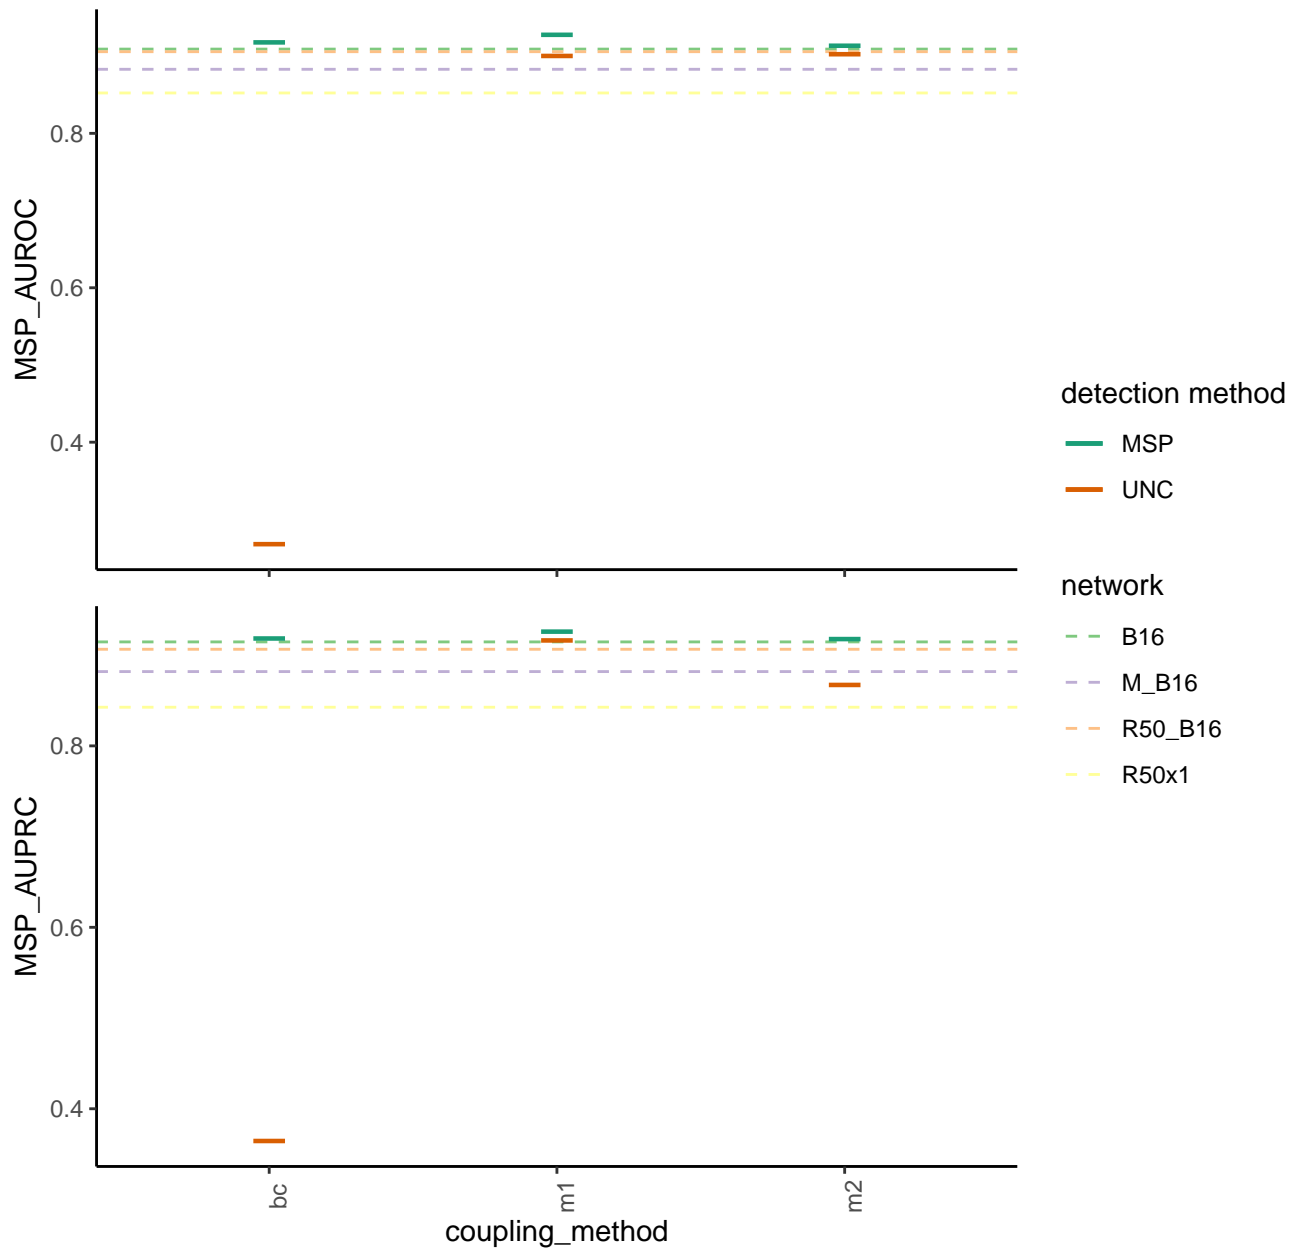 MSP_AUROC
0.8
0.6
0.4
MSP_AUPRC
0.8
0.6
0.4
bc
m1
m2
coupling_method
detection method
MSP
UNC
network
B16
M_B16
R50_B16
R50x1